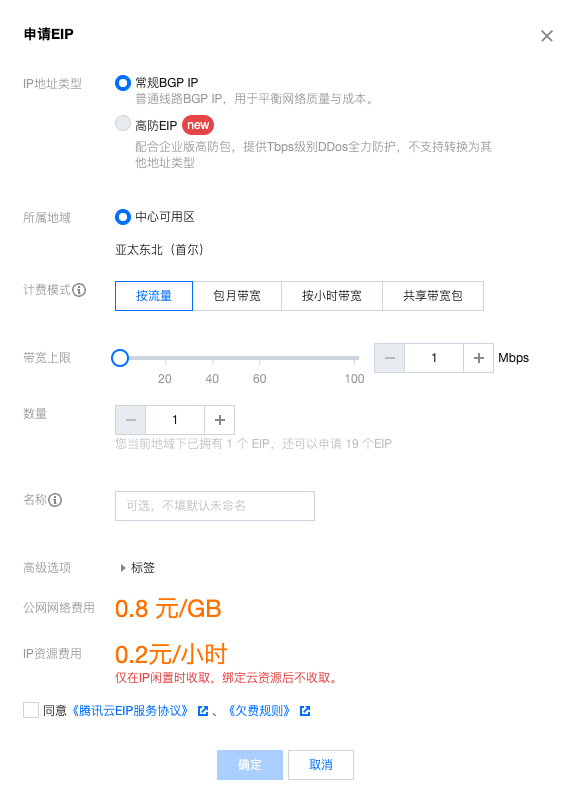 申请EIP
IP地址类型
常规BGP IP
普通线路BGP IP，用于平衡网络质量与成本。
高防EIP new
配合企业版高防包，提供Tbps级别DDos全力防护，不支持转换为其
他地址类型
所属地域
中心可用区
亚太东北（首尔）
计费模式
按流量 包月带宽 按小时带宽 共享带宽包
带宽上限
1 Mbps
20 40 60 100
数量
1
您当前地域下已拥有 1 个 EIP，还可以申请 19 个EIP
名称
可选，不填默认未命名
高级选项
标签
公网网络费用
0.8 元/GB
IP资源费用
0.2元/小时
仅在IP闲置时收取，绑定云资源后不收取。
同意《腾讯云EIP服务协议》 、《欠费规则》
确定 取消